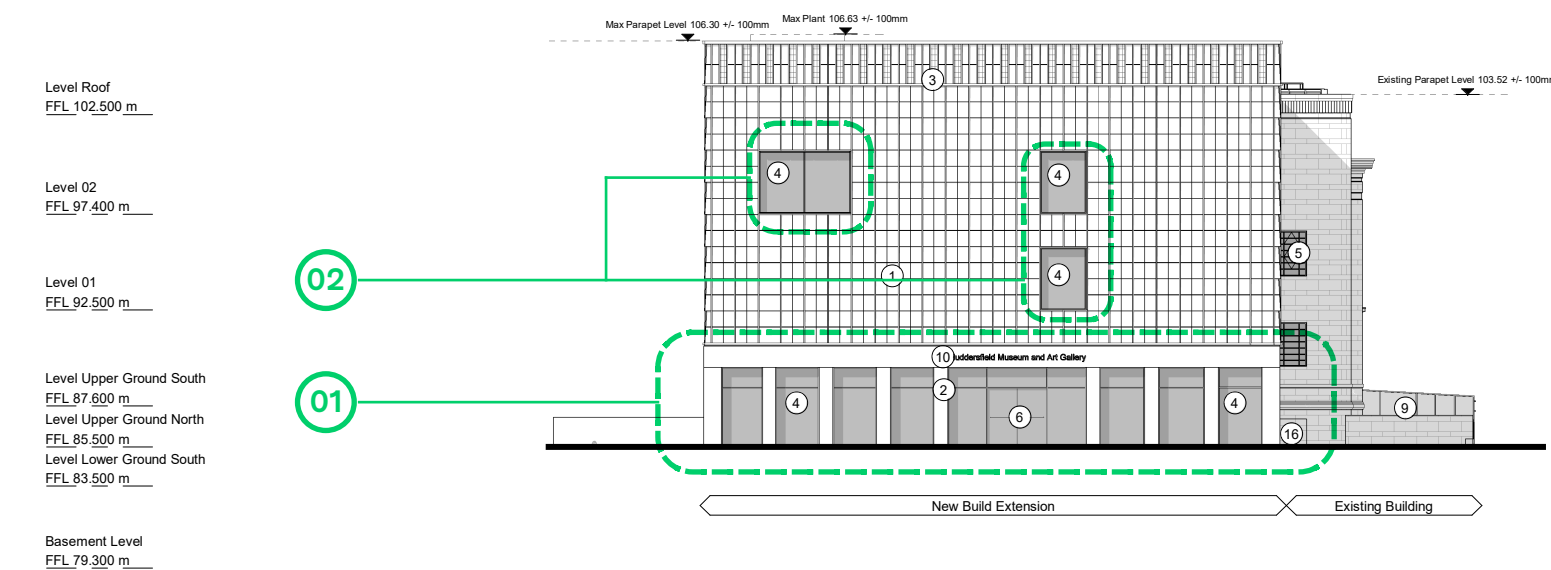 Max Parapet Level 106.30 +/- 100mm
Max Plant 106.63 +/- 100mm
Level Roof
FFL 102.500 m
Existing Parapet Level 103.52 +/- 100mm
3
4
4
Level 02
FFL 97.400 m
5
02
1
4
Level 01
FFL 92.500 m
10
uddersfield Museum and Art Gallery
Level Upper Ground South
FFL 87.600 m
01
2
4
6
4
9
16
Level Upper Ground North
FFL 85.500 m
Level Lower Ground South
FFL 83.500 m
New Build Extension
Existing Building
Basement Level
FFL 79.300 m